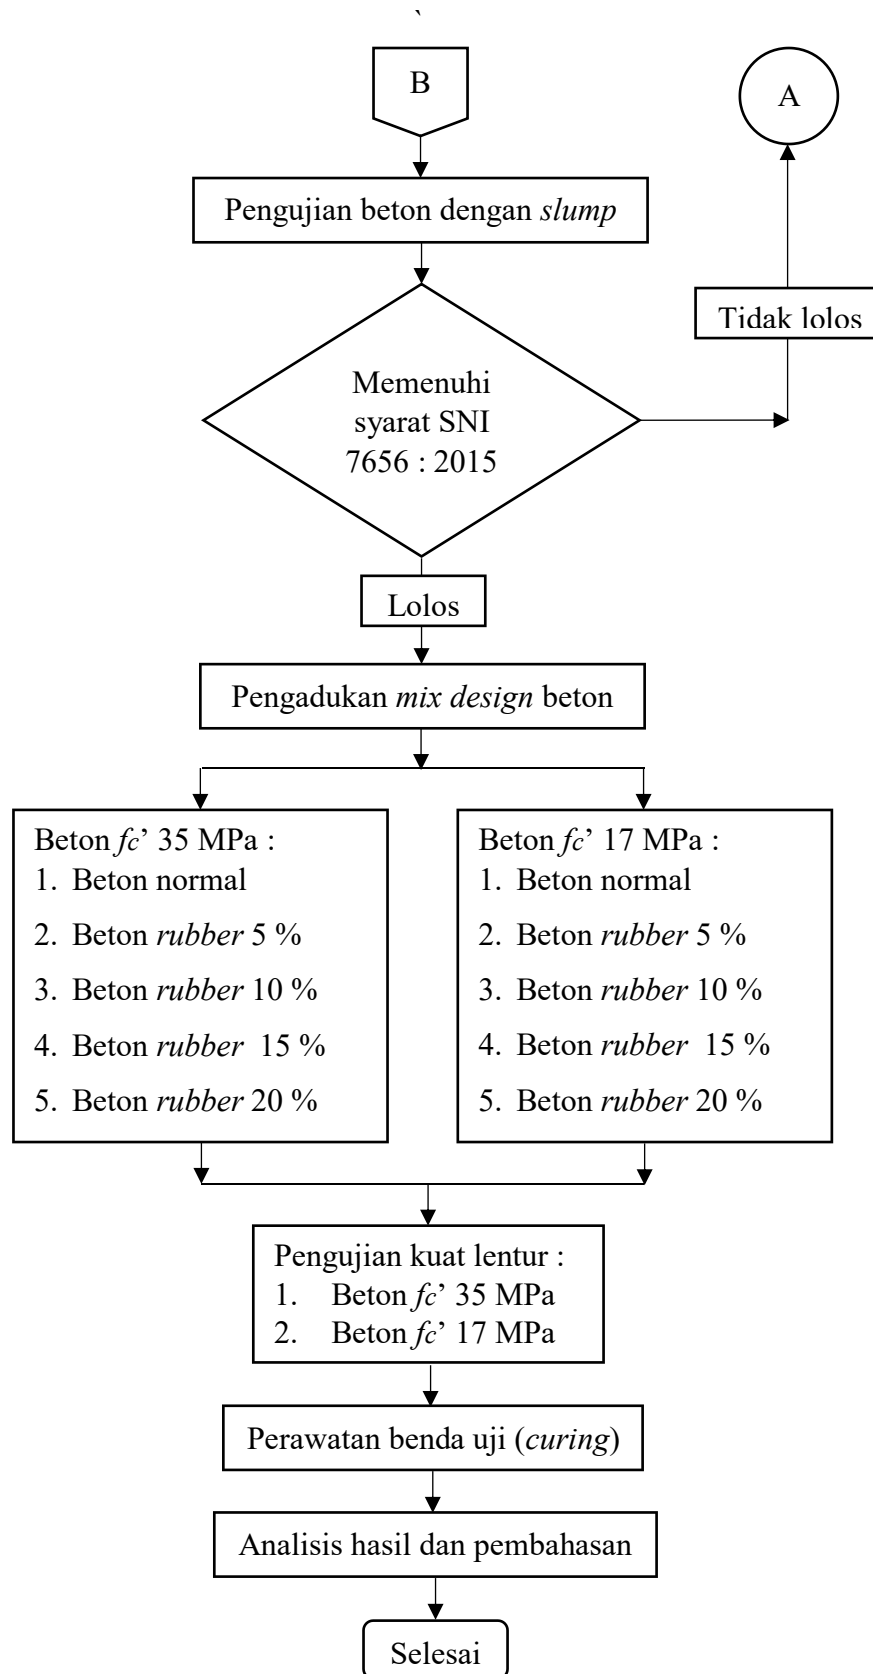 `
B
A
Pengujian beton dengan slump
Tidak lolos
Memenuhi
syarat SNI
7656 : 2015
Lolos
Pengadukan mix design beton
Beton fc’ 35 MPa :
1. Beton normal
2. Beton rubber 5 %
3. Beton rubber 10 %
4. Beton rubber  15 %
5. Beton rubber 20 %
Beton fc’ 17 MPa :
1. Beton normal
2. Beton rubber 5 %
3. Beton rubber 10 %
4. Beton rubber  15 %
5. Beton rubber 20 %
Pengujian kuat lentur :
1. Beton fc’ 35 MPa
2. Beton fc’ 17 MPa
Perawatan benda uji (curing)
Analisis hasil dan pembahasan
Selesai